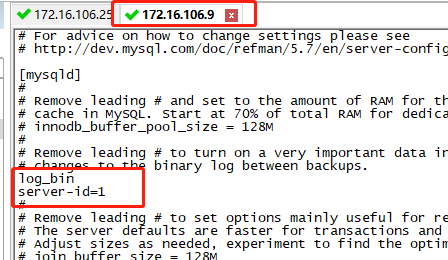 172.16.106.25
172.16.106.9
# For advice on how to change settings please see
# http://dev.mysql.com/doc/refman/5.7/en/server-config
[mysqld]
#
# Remove leading # and set to the amount of RAM for th
# cache in MySQL. Start at 70% of total RAM for dedica
# innodb_buffer_pool_size = 128M
#
# Remove leading # to turn on a very important data in
# changes to the binary log between backups.
log_bin
server-id=1
#
# Remove leading # to set options mainly useful for re
# The server defaults are faster for transactions and
# Adjust sizes as needed, experiment to find the optim
# join_buffer_size = 128M